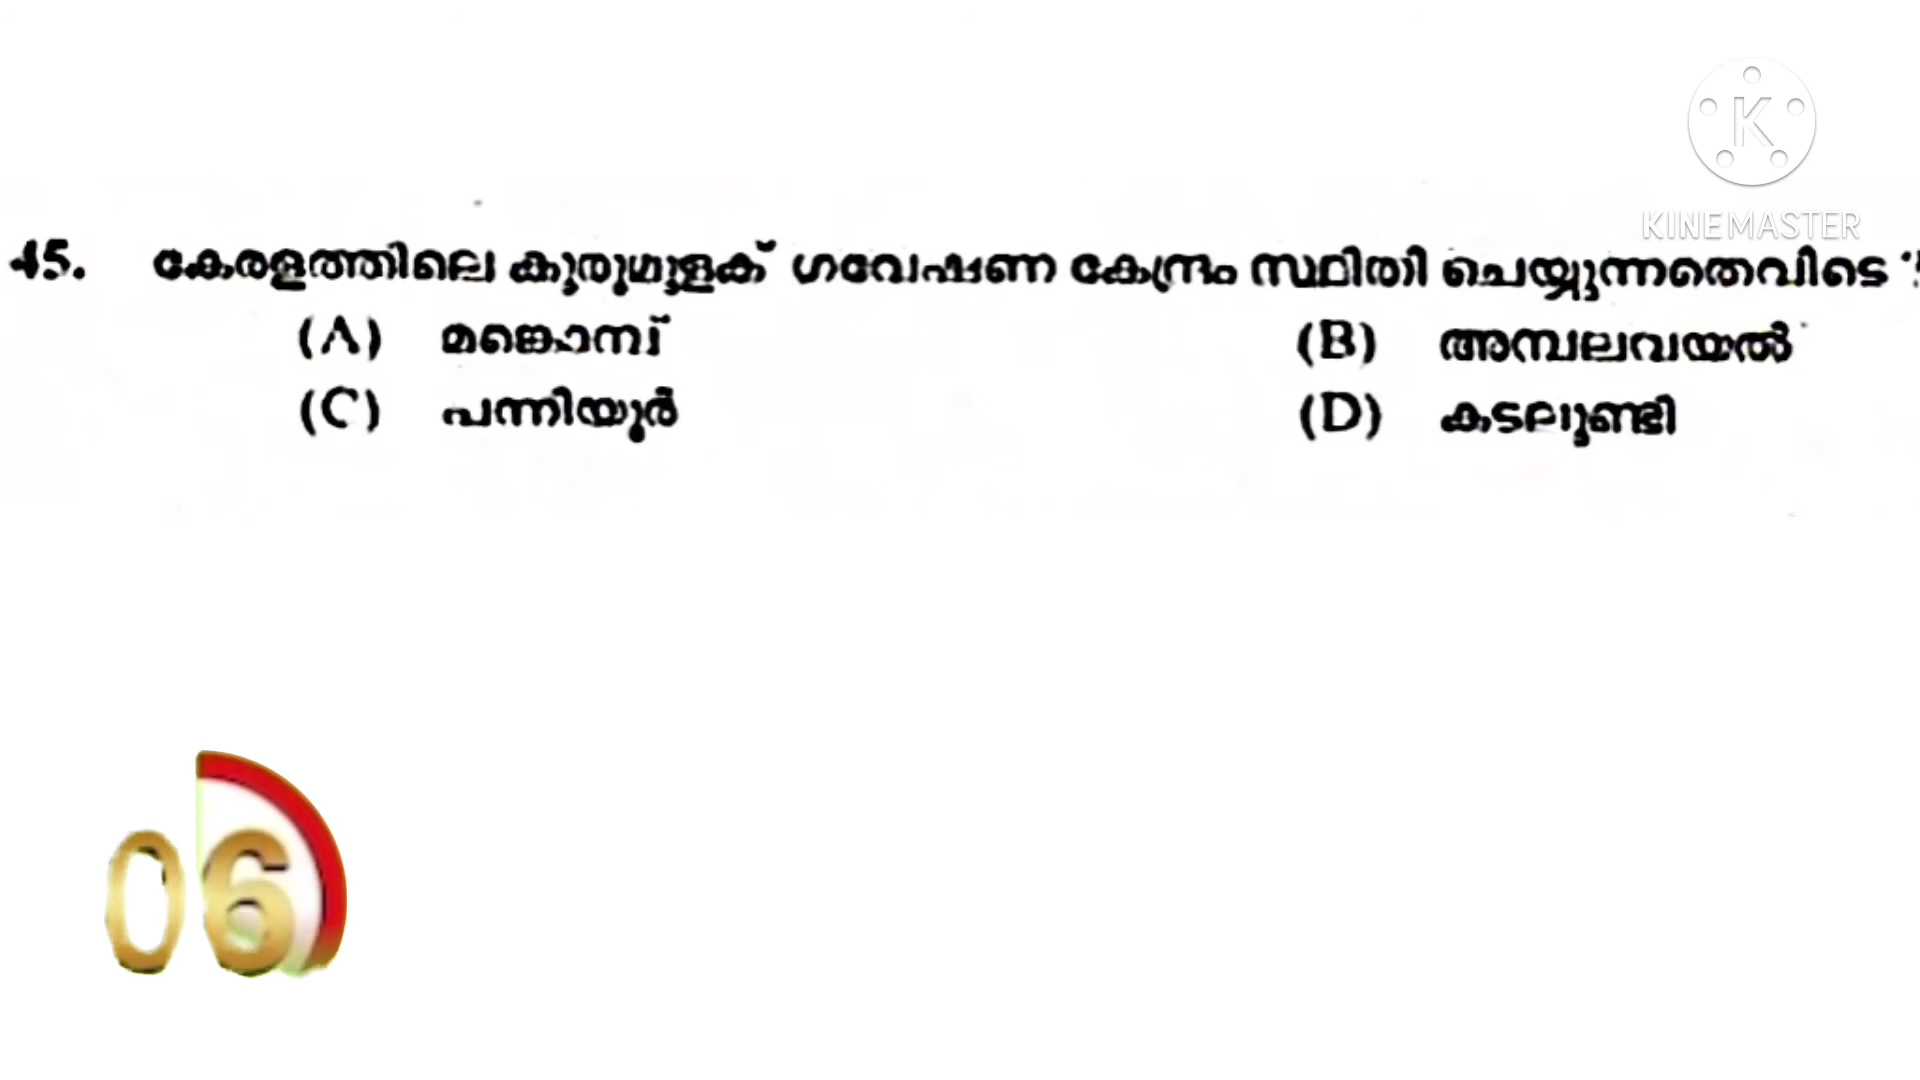 K
KINEMASTER
45. കേരളത്തിലെ കുരുമുളക് ഗവേഷണ കേന്ദ്രം സ്ഥിതി ചെയ്യുന്നതെവിടെ ?
(A) മങ്കൊമ്പ് (B) അമ്പലവയൽ
(C) പന്നിയൂർ (D) കടലുണ്ടി
06